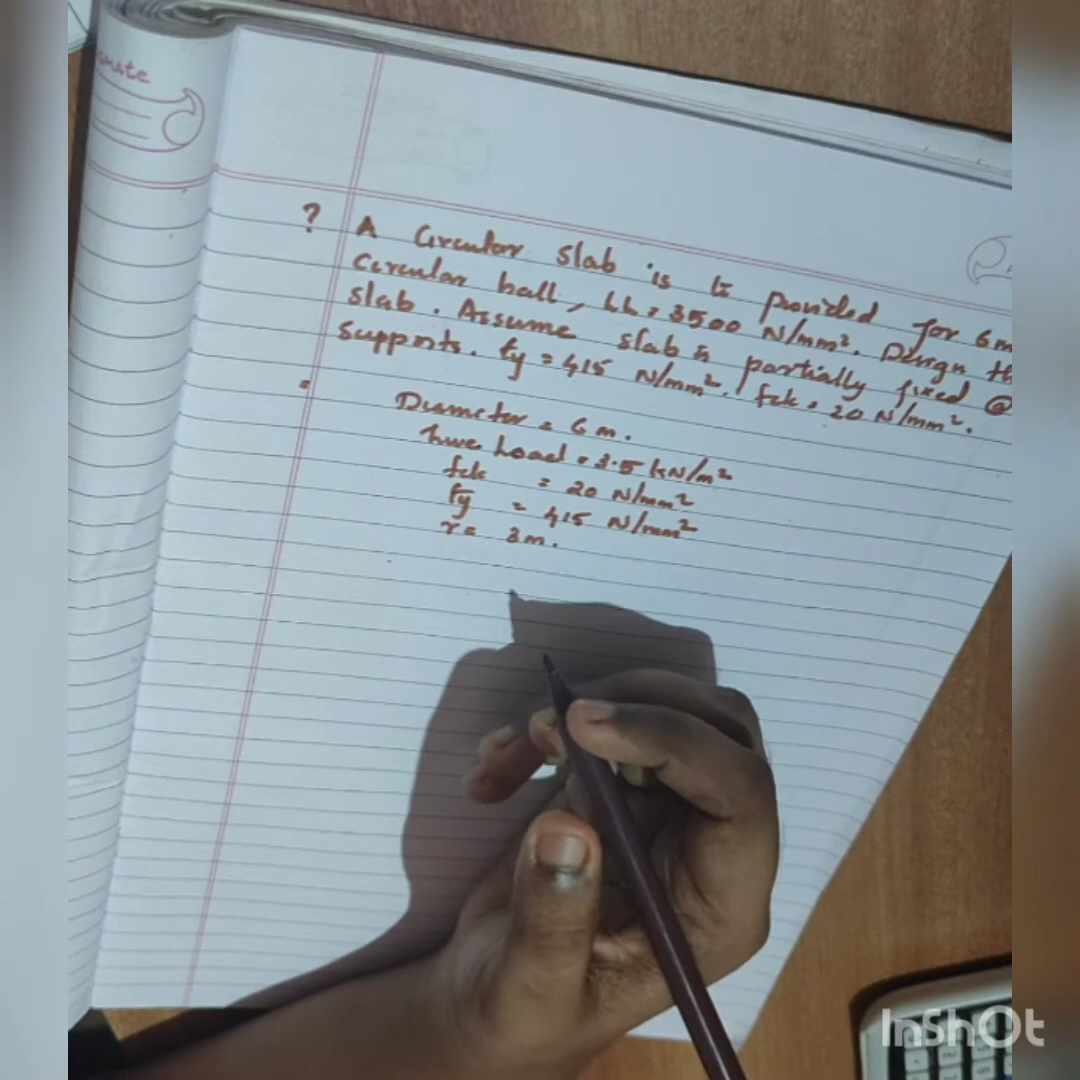 mate
? A Circular slab is to provided for 6m
Circular hall, LL = 3500 N/mm². Design th
slab. Assume slab is partially fixed @
supports. fy = 415 N/mm², fck = 20 N/mm².
Diameter = 6 m.
Live Load = 3.5 kN/m²
fck = 20 N/mm²
fy = 415 N/mm²
r = 3m.
InShOt